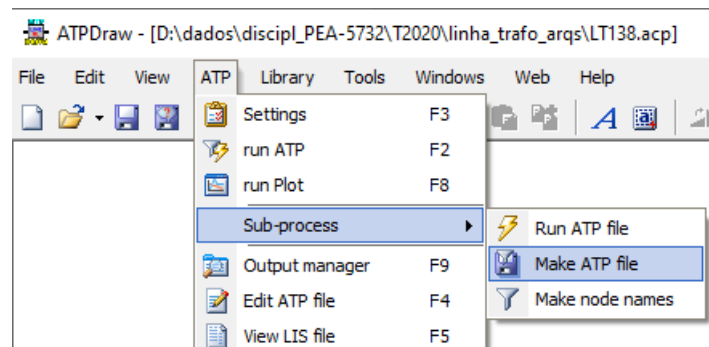 ATPDraw - [D:\dados\discipl_PEA-5732\T2020\linha_trafo_arqs\LT138.acp]
File Edit View ATP Library Tools Windows Web Help
Settings F3
run ATP F2
run Plot F8
Sub-process
Run ATP file
Output manager F9
Make ATP file
Edit ATP file F4
Make node names
View LIS file F5